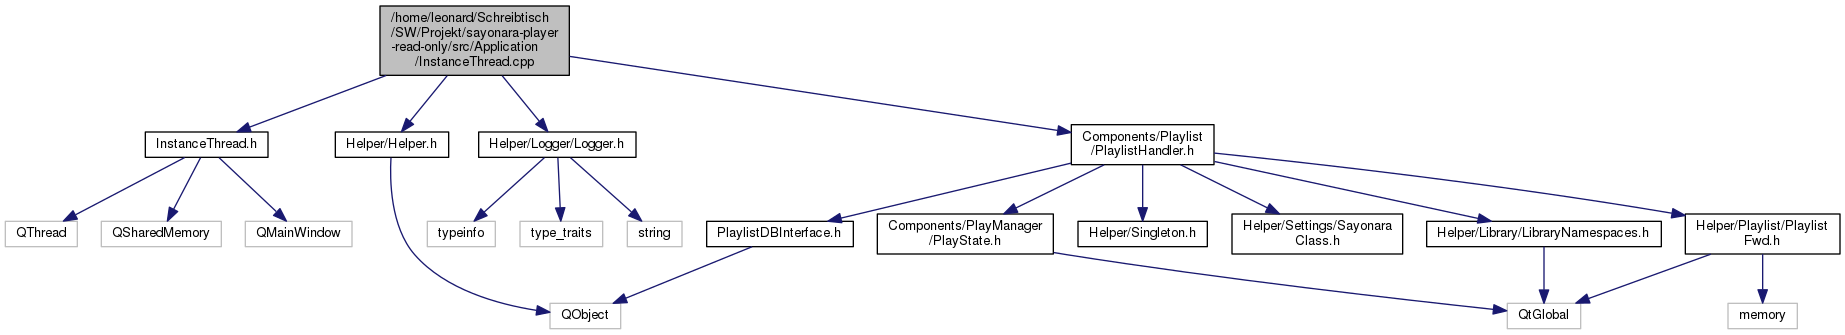 /home/leonard/Schreibtisch
/SW/Projekt/sayonara-player
-read-only/src/Application
/InstanceThread.cpp
InstanceThread.h
Helper/Helper.h
Helper/Logger/Logger.h
Components/Playlist
/PlaylistHandler.h
QThread
QSharedMemory
QMainWindow
typeinfo
type_traits
string
PlaylistDBInterface.h
Components/PlayManager
/PlayState.h
Helper/Singleton.h
Helper/Settings/Sayonara
Class.h
Helper/Library/LibraryNamespaces.h
Helper/Playlist/Playlist
Fwd.h
QObject
QtGlobal
memory